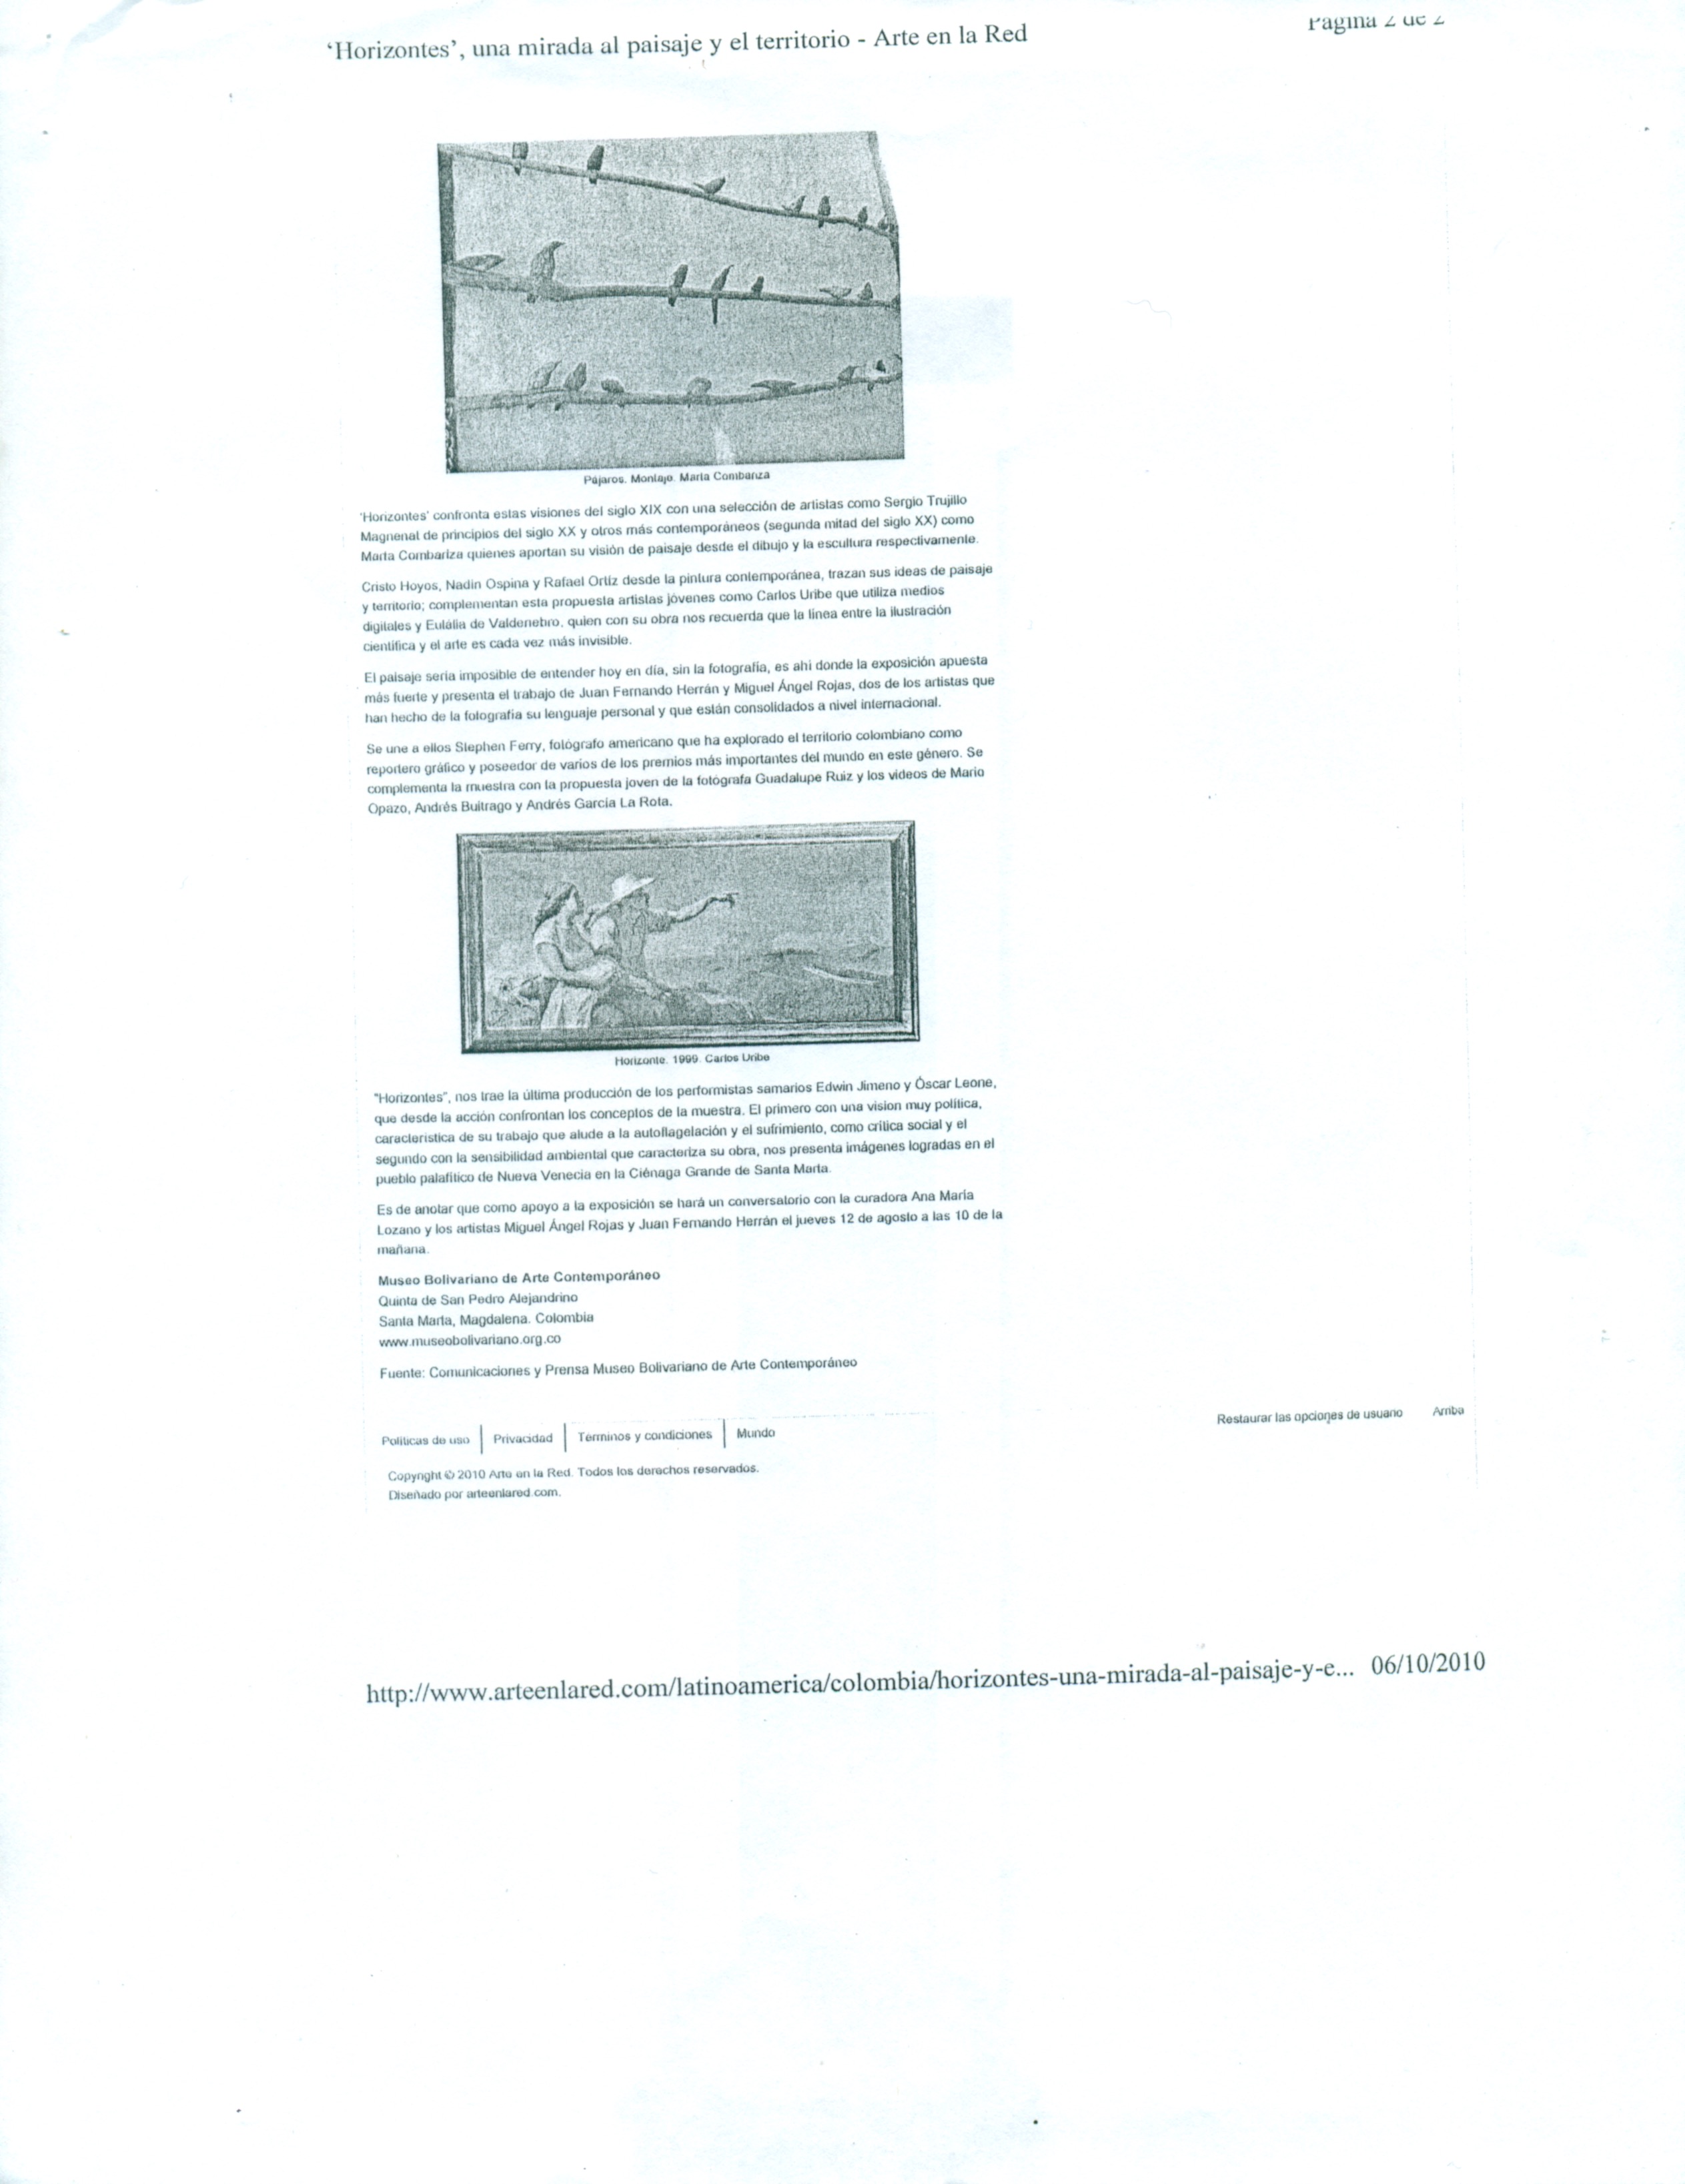 ‘Horizontes’, una mirada al paisaje y el territorio - Arte en la Red
Página 2 de 2
Pájaros. Montajo. Marta Combariza
‘Horizontes’ confronta estas visiones del siglo XIX con una selección de artistas como Sergio Trujillo
Magnenat de principios del siglo XX y otros más contemporáneos (segunda mitad del siglo XX) como
Marta Combariza quienes aportan su visión de paisaje desde el dibujo y la escultura respectivamente.
Cristo Hoyos, Nadin Ospina y Rafael Ortiz desde la pintura contemporánea, trazan sus ideas de paisaje
y territorio; complementan esta propuesta artistas jóvenes como Carlos Uribe que utiliza medios
digitales y Eulalia de Valdenebro, quien con su obra nos recuerda que la línea entre la ilustración
científica y el arte es cada vez más invisible.
El paisaje sería imposible de entender hoy en día, sin la fotografía, es ahí donde la exposición apuesta
más fuerte y presenta el trabajo de Juan Fernando Herrán y Miguel Ángel Rojas, dos de los artistas que
han hecho de la fotografía su lenguaje personal y que están consolidados a nivel internacional.
Se une a ellos Stephen Ferry, fotógrafo americano que ha explorado el territorio colombiano como
reportero gráfico y poseedor de varios de los premios más importantes del mundo en este género. Se
complementa la muestra con la propuesta joven de la fotógrafa Guadalupe Ruiz y los videos de Mario
Opazo, Andrés Buitrago y Andrés García La Rota.
Horizonte. 1999. Carlos Uribe
“Horizontes”, nos trae la última producción de los performistas samarios Edwin Jimeno y Óscar Leone,
que desde la acción confrontan los conceptos de la muestra. El primero con una vision muy política,
característica de su trabajo que alude a la autoflagelación y el sufrimiento, como crítica social y el
segundo con la sensibilidad ambiental que caracteriza su obra, nos presenta imágenes logradas en el
pueblo palafítico de Nueva Venecia en la Ciénaga Grande de Santa Marta.
Es de anotar que como apoyo a la exposición se hará un conversatorio con la curadora Ana María
Lozano y los artistas Miguel Ángel Rojas y Juan Fernando Herrán el jueves 12 de agosto a las 10 de la
mañana.
Museo Bolivariano de Arte Contemporáneo
Quinta de San Pedro Alejandrino
Santa Marta, Magdalena. Colombia
www.museobolivariano.org.co
Fuente: Comunicaciones y Prensa Museo Bolivariano de Arte Contemporáneo
Restaurar las opciones de usuario Arriba
Políticas de uso Privacidad Términos y condiciones Mundo
Copyright © 2010 Arte en la Red. Todos los derechos reservados.
Diseñado por arteenlared.com.
http://www.arteenlared.com/latinoamerica/colombia/horizontes-una-mirada-al-paisaje-y-e... 06/10/2010